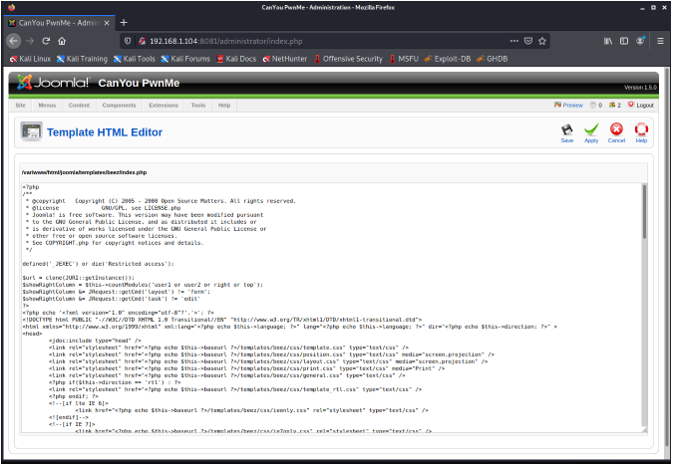 CanYou PwnMe - Administration - Mozilla Firefox
CanYou PwnMe - Admin
192.168.1.104:8081/administrator/index.php
Kali Linux Kali Training Kali Tools Kali Forums Kali Docs NetHunter Offensive Security MSFU Exploit-DB GHDB
Joomla! CanYou PwnMe
Version 1.5.0
Site Menus Content Components Extensions Tools Help Preview 0 2 Logout
Template HTML Editor
Save Apply Cancel Help
/var/www/html/joomla/templates/beez/index.php
<?php
/**
* @copyright Copyright (C) 2005 - 2008 Open Source Matters. All rights reserved.
* @license GNU/GPL, see LICENSE.php
* Joomla! is free software. This version may have been modified pursuant
* to the GNU General Public License, and as distributed it includes or
* is derivative of works licensed under the GNU General Public License or
* other free or open source software licenses.
* See COPYRIGHT.php for copyright notices and details.
*/
defined('_JEXEC') or die('Restricted access');
$url = clone(JURI::getInstance());
$showRightColumn = $this->countModules('user1 or user2 or right or top');
$showRightColumn &= JRequest::getCmd('layout') != 'form';
$showRightColumn &= JRequest::getCmd('task') != 'edit'
?>
<?php echo '<?xml version="1.0" encoding="utf-8"?'.'>'; ?>
<!DOCTYPE html PUBLIC "-//W3C//DTD XHTML 1.0 Transitional//EN" "http://www.w3.org/TR/xhtml1/DTD/xhtml1-transitional.dtd">
<html xmlns="http://www.w3.org/1999/xhtml" xml:lang="<?php echo $this->language; ?>" lang="<?php echo $this->language; ?>" dir="<?php echo $this->direction; ?>" >
<head>
<jdoc:include type="head" />
<link rel="stylesheet" href="<?php echo $this->baseurl ?>/templates/beez/css/template.css" type="text/css" />
<link rel="stylesheet" href="<?php echo $this->baseurl ?>/templates/beez/css/position.css" type="text/css" media="screen,projection" />
<link rel="stylesheet" href="<?php echo $this->baseurl ?>/templates/beez/css/layout.css" type="text/css" media="screen,projection" />
<link rel="stylesheet" href="<?php echo $this->baseurl ?>/templates/beez/css/print.css" type="text/css" media="Print" />
<link rel="stylesheet" href="<?php echo $this->baseurl ?>/templates/beez/css/general.css" type="text/css" />
<?php if($this->direction == 'rtl') : ?>
<link rel="stylesheet" href="<?php echo $this->baseurl ?>/templates/beez/css/template_rtl.css" type="text/css" />
<?php endif; ?>
<!--[if lte IE 6]>
<link href="<?php echo $this->baseurl ?>/templates/beez/css/ieonly.css" rel="stylesheet" type="text/css" />
<![endif]-->
<!--[if IE 7]>
<link href="<?php echo $this->baseurl ?>/templates/beez/css/ie7only.css" rel="stylesheet" type="text/css" />